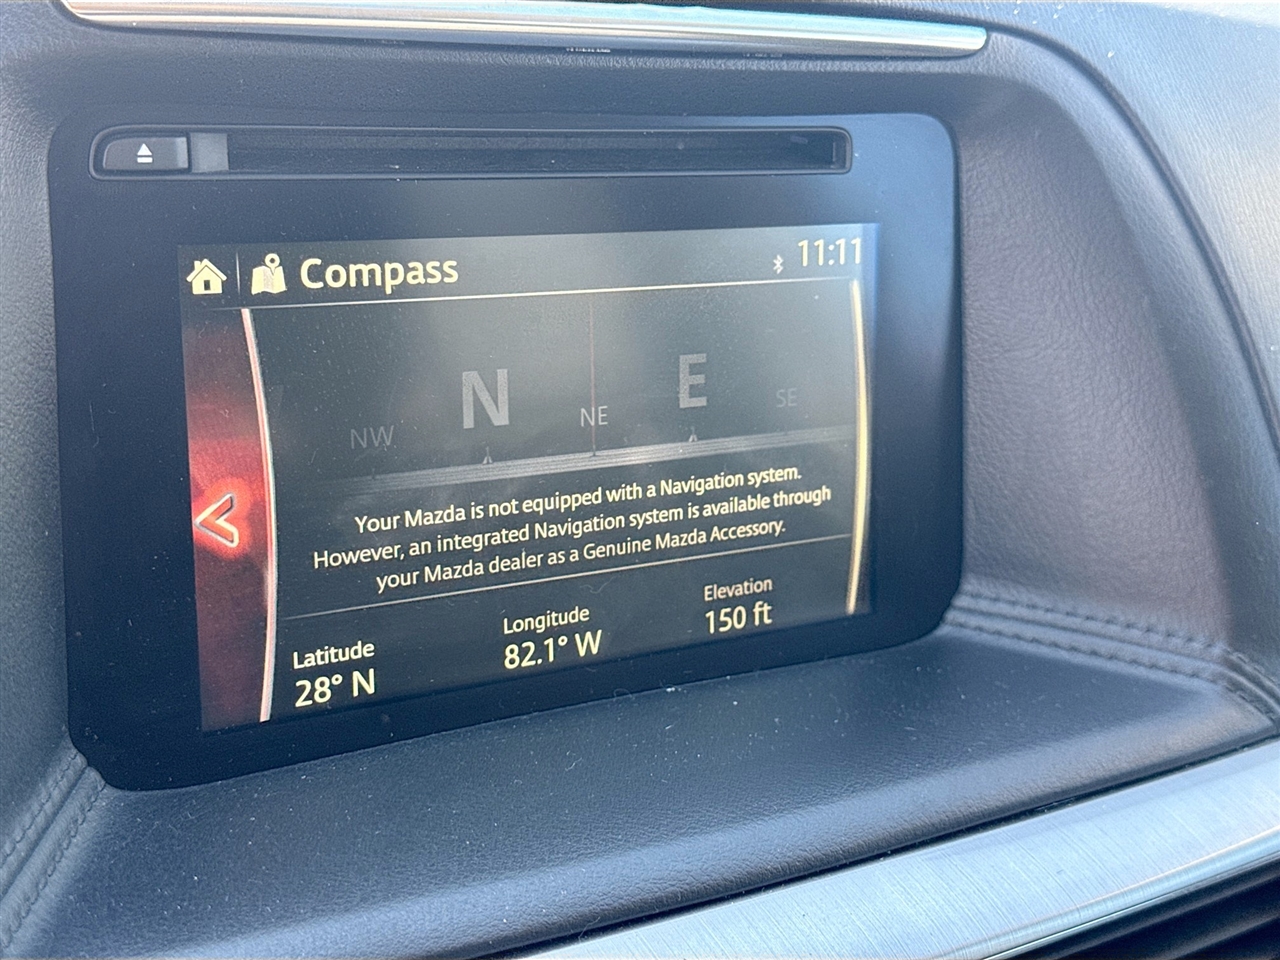 Compass
11:11
NW N NE E SE
Your Mazda is not equipped with a Navigation system.
However, an integrated Navigation system is available through
your Mazda dealer as a Genuine Mazda Accessory.
Latitude Longitude Elevation
28° N 82.1° W 150 ft